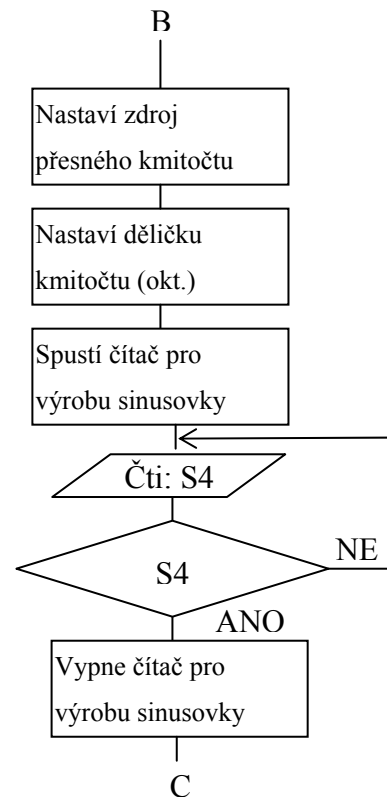 B
Nastaví zdroj
přesného kmitočtu
Nastaví děličku
kmitočtu (okt.)
Spustí čítač pro
výrobu sinusovky
Čti: S4
S4
NE
ANO
Vypne čítač pro
výrobu sinusovky
C